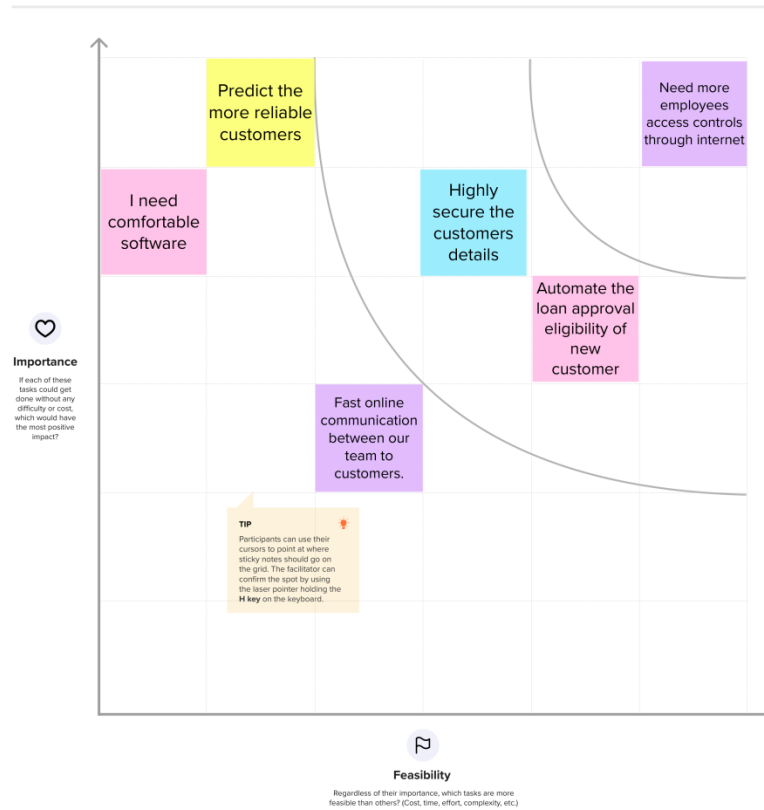 Predict the
more reliable
customers
Need more
employees
access controls
through internet
I need
comfortable
software
Highly
secure the
customers
details
Automate the
loan approval
eligibility of
new
customer
Importance
If each of these
tasks could get
done without any
difficulty or cost,
which would have
the most positive
impact?
Fast online
communication
between our
team to
customers.
TIP
Participants can use their
cursors to point at where
sticky notes should go on
the grid. The facilitator can
confirm the spot by using
the laser pointer holding the
H key on the keyboard.
Feasibility
Regardless of their importance, which tasks are more
feasible than others? (Cost, time, effort, complexity, etc.)